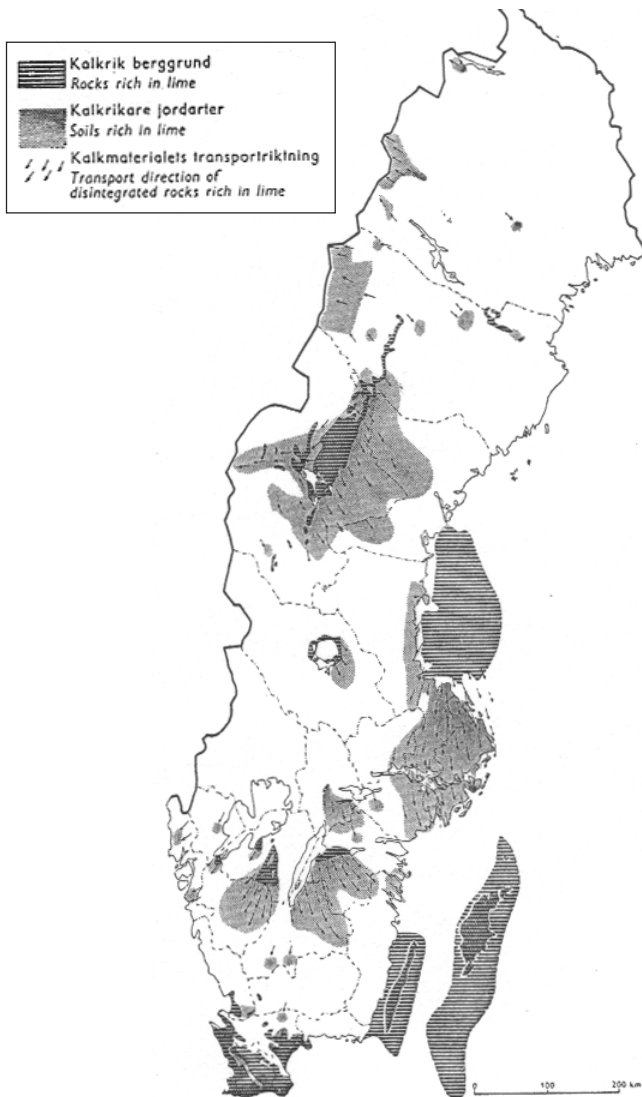 Kalkrik berggrund
Rocks rich in lime
Kalkrikare jordarter
Soils rich in lime
Kalkmaterialets transportriktning
Transport direction of
disintegrated rocks rich in lime
0 100 200 km